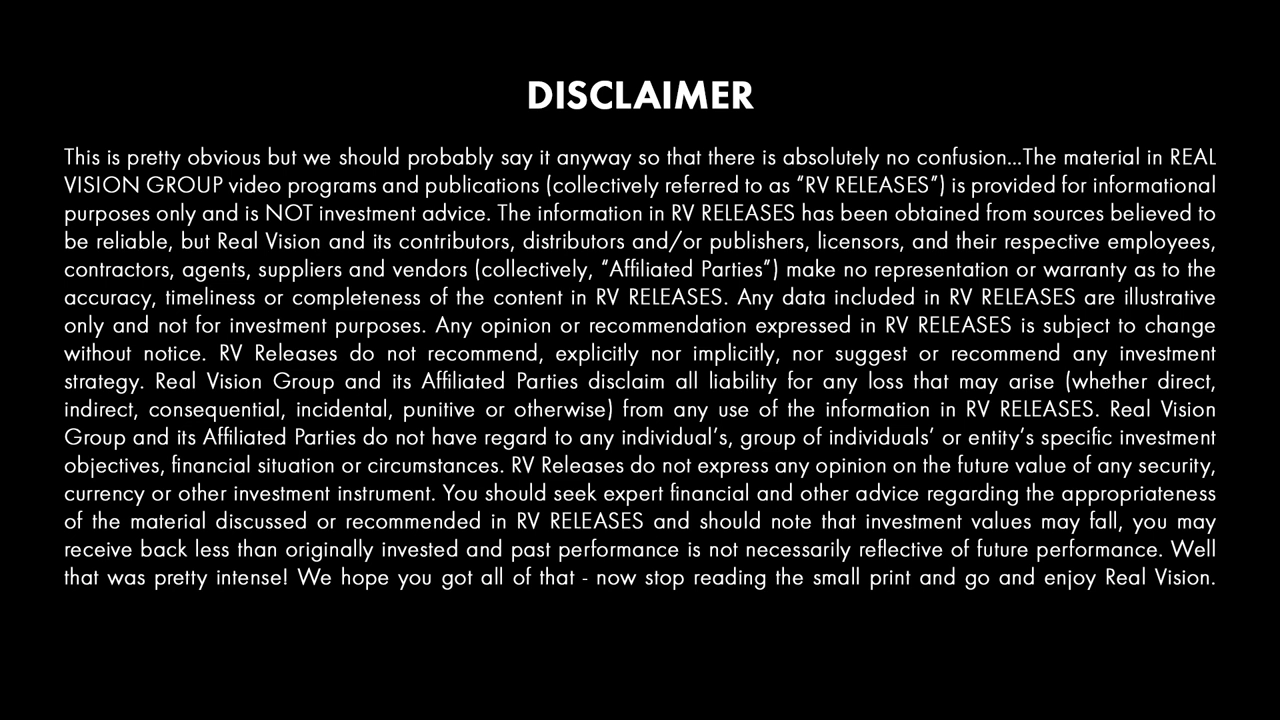 DISCLAIMER
This is pretty obvious but we should probably say it anyway so that there is absolutely no confusion...The material in REAL
VISION GROUP video programs and publications (collectively referred to as “RV RELEASES”) is provided for informational
purposes only and is NOT investment advice. The information in RV RELEASES has been obtained from sources believed to
be reliable, but Real Vision and its contributors, distributors and/or publishers, licensors, and their respective employees,
contractors, agents, suppliers and vendors (collectively, “Affiliated Parties”) make no representation or warranty as to the
accuracy, timeliness or completeness of the content in RV RELEASES. Any data included in RV RELEASES are illustrative
only and not for investment purposes. Any opinion or recommendation expressed in RV RELEASES is subject to change
without notice. RV Releases do not recommend, explicitly nor implicitly, nor suggest or recommend any investment
strategy. Real Vision Group and its Affiliated Parties disclaim all liability for any loss that may arise (whether direct,
indirect, consequential, incidental, punitive or otherwise) from any use of the information in RV RELEASES. Real Vision
Group and its Affiliated Parties do not have regard to any individual’s, group of individuals’ or entity’s specific investment
objectives, financial situation or circumstances. RV Releases do not express any opinion on the future value of any security,
currency or other investment instrument. You should seek expert financial and other advice regarding the appropriateness
of the material discussed or recommended in RV RELEASES and should note that investment values may fall, you may
receive back less than originally invested and past performance is not necessarily reflective of future performance. Well
that was pretty intense! We hope you got all of that - now stop reading the small print and go and enjoy Real Vision.